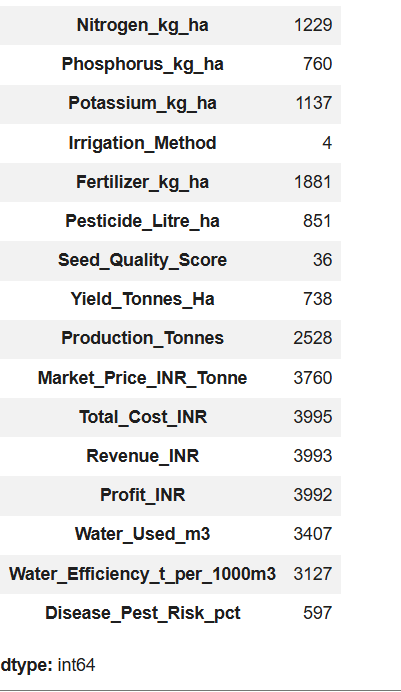 Nitrogen_kg_ha 1229
Phosphorus_kg_ha 760
Potassium_kg_ha 1137
Irrigation_Method 4
Fertilizer_kg_ha 1881
Pesticide_Litre_ha 851
Seed_Quality_Score 36
Yield_Tonnes_Ha 738
Production_Tonnes 2528
Market_Price_INR_Tonne 3760
Total_Cost_INR 3995
Revenue_INR 3993
Profit_INR 3992
Water_Used_m3 3407
Water_Efficiency_t_per_1000m3 3127
Disease_Pest_Risk_pct 597
dtype: int64